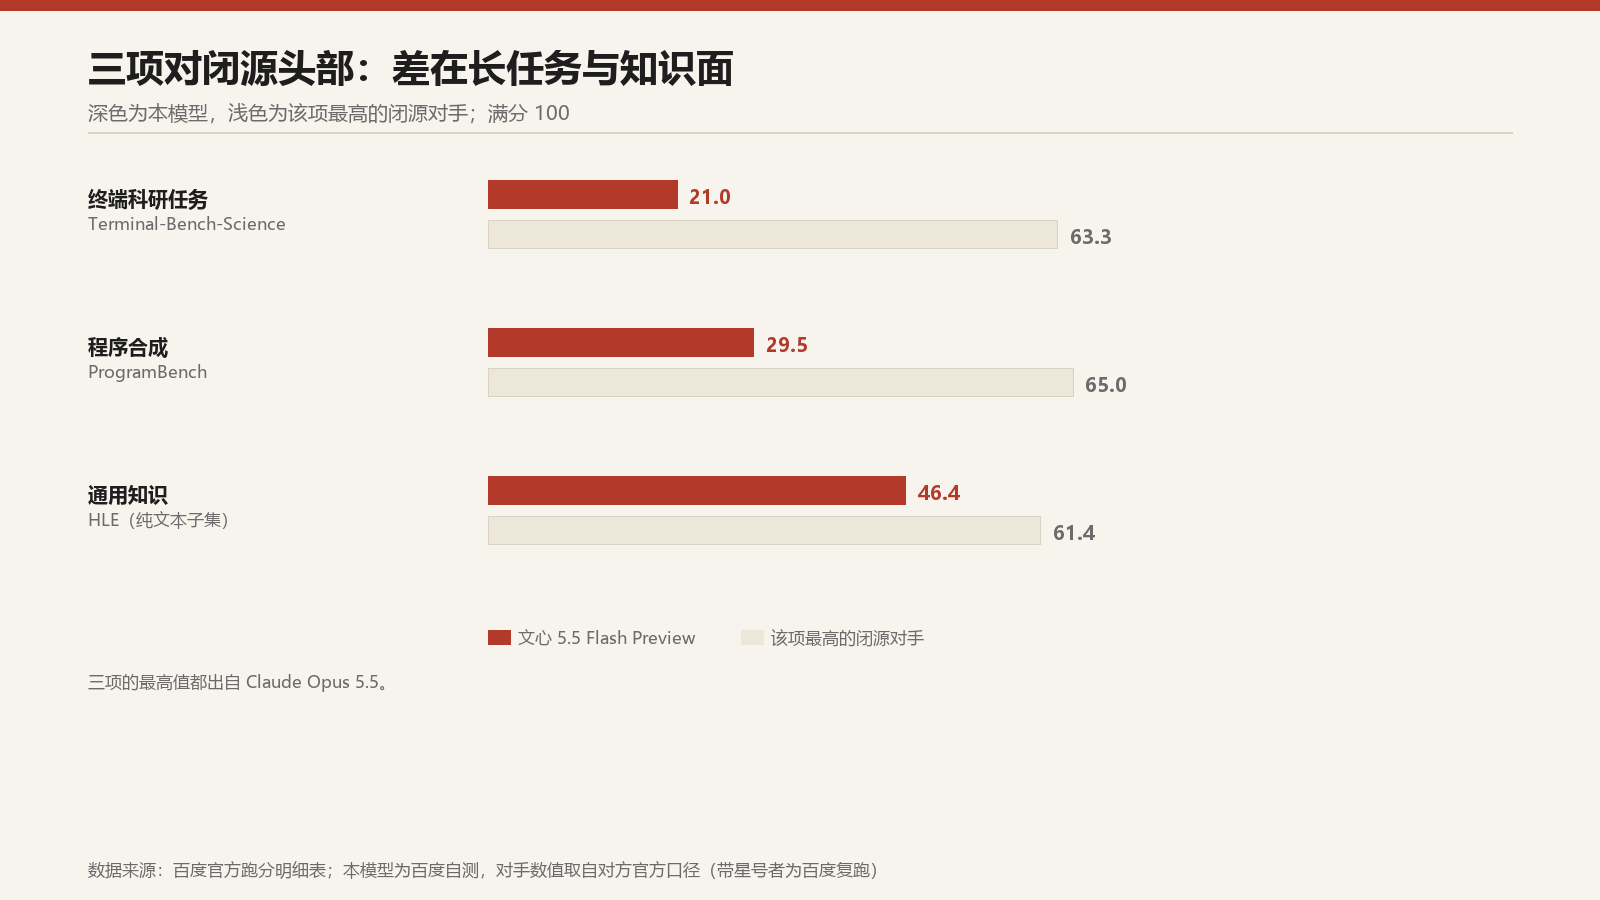 三项对闭源头部：差在长任务与知识面
深色为本模型，浅色为该项最高的闭源对手；满分 100
终端科研任务
Terminal-Bench-Science
21.0
63.3
程序合成
ProgramBench
29.5
65.0
通用知识
HLE（纯文本子集）
46.4
61.4
文心 5.5 Flash Preview
该项最高的闭源对手
三项的最高值都出自 Claude Opus 5.5。
数据来源：百度官方跑分明细表；本模型为百度自测，对手数值取自对方官方口径（带星号者为百度复跑）